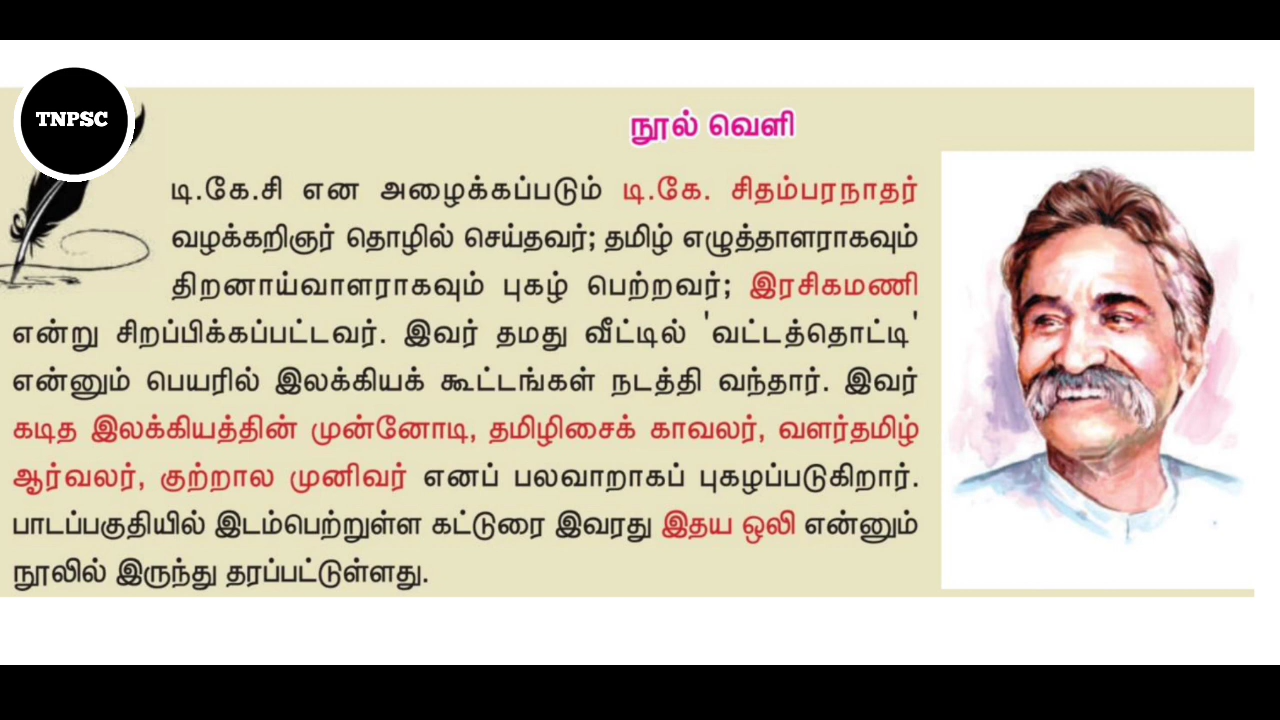 TNPSC
நூல் வெளி
டி.கே.சி என அழைக்கப்படும் டி.கே. சிதம்பரநாதர்
வழக்கறிஞர் தொழில் செய்தவர்; தமிழ் எழுத்தாளராகவும்
திறனாய்வாளராகவும் புகழ் பெற்றவர்; இரசிகமணி
என்று சிறப்பிக்கப்பட்டவர். இவர் தமது வீட்டில் 'வட்டத்தொட்டி'
என்னும் பெயரில் இலக்கியக் கூட்டங்கள் நடத்தி வந்தார். இவர்
கடித இலக்கியத்தின் முன்னோடி, தமிழிசைக் காவலர், வளர்தமிழ்
ஆர்வலர், குற்றால முனிவர் எனப் பலவாறாகப் புகழப்படுகிறார்.
பாடப்பகுதியில் இடம்பெற்றுள்ள கட்டுரை இவரது இதய ஒலி என்னும்
நூலில் இருந்து தரப்பட்டுள்ளது.